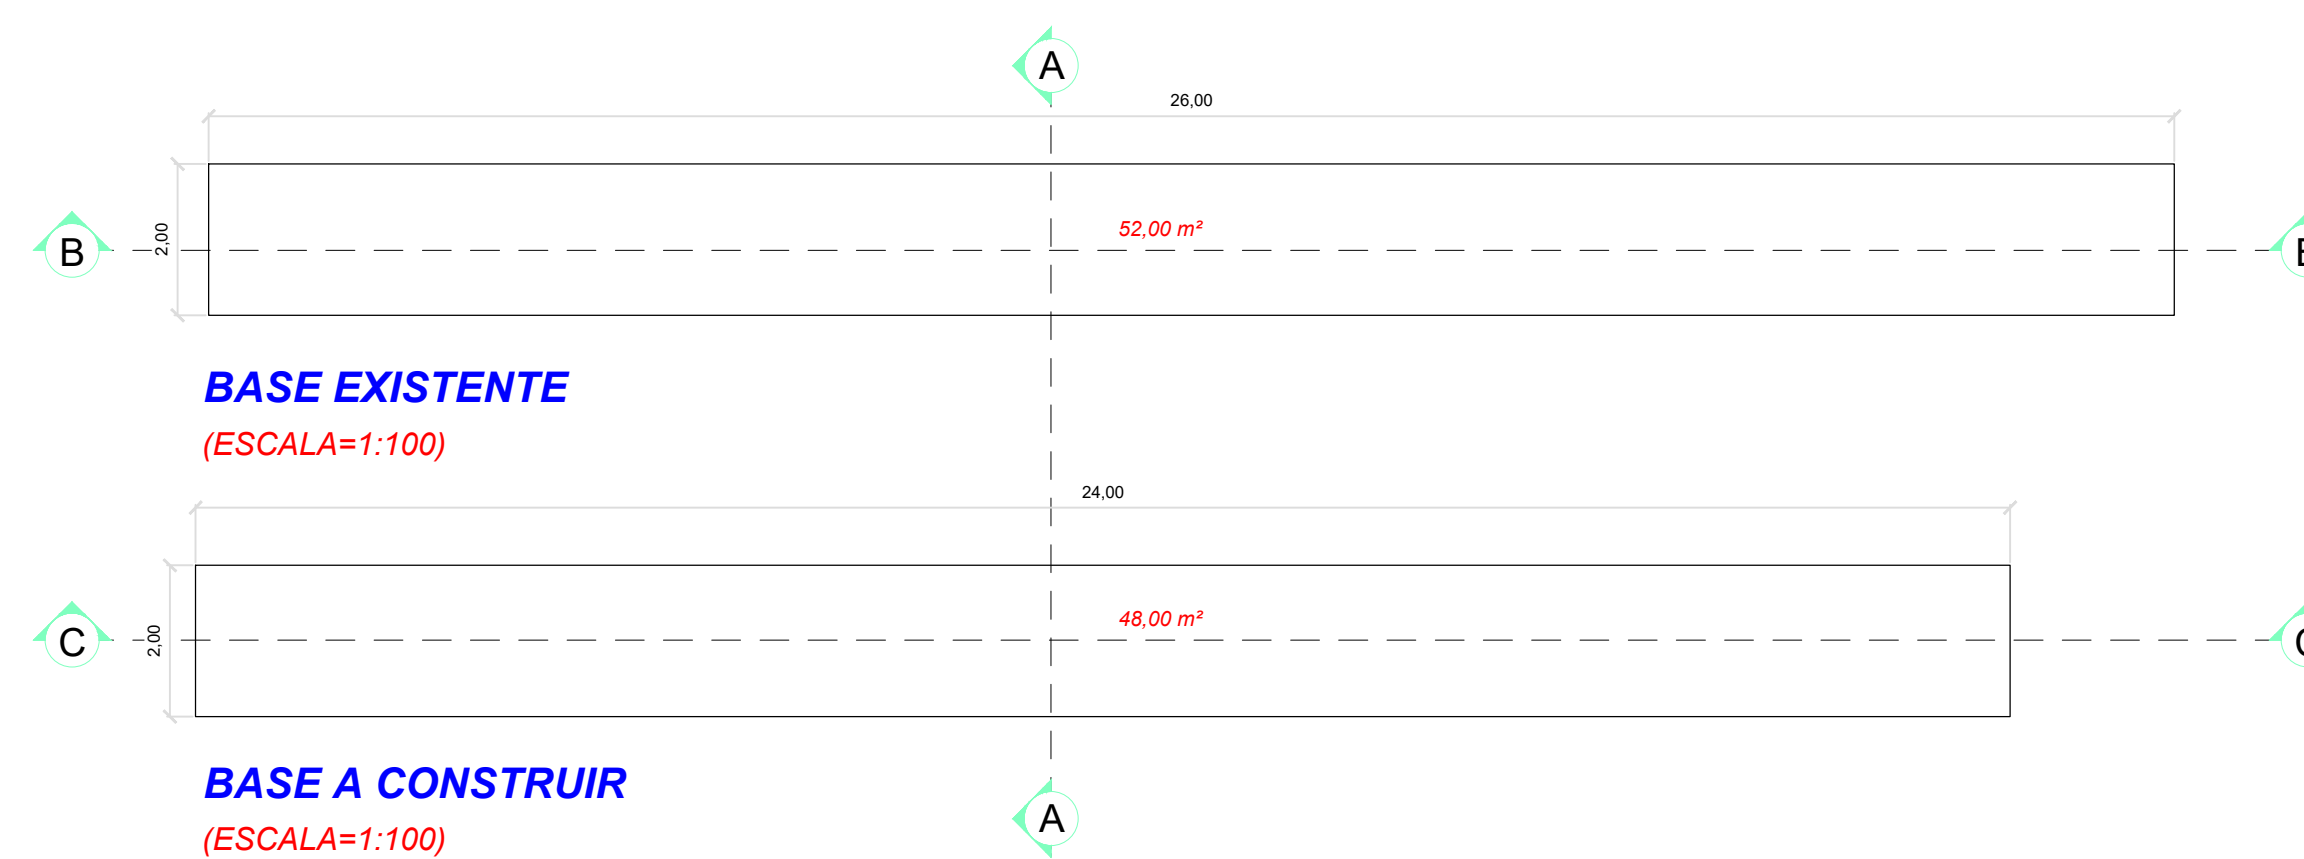 A
26,00
2,00
52,00 m²
B
BASE EXISTENTE
(ESCALA=1:100)
24,00
2,00
48,00 m²
C
BASE A CONSTRUIR
(ESCALA=1:100)
A